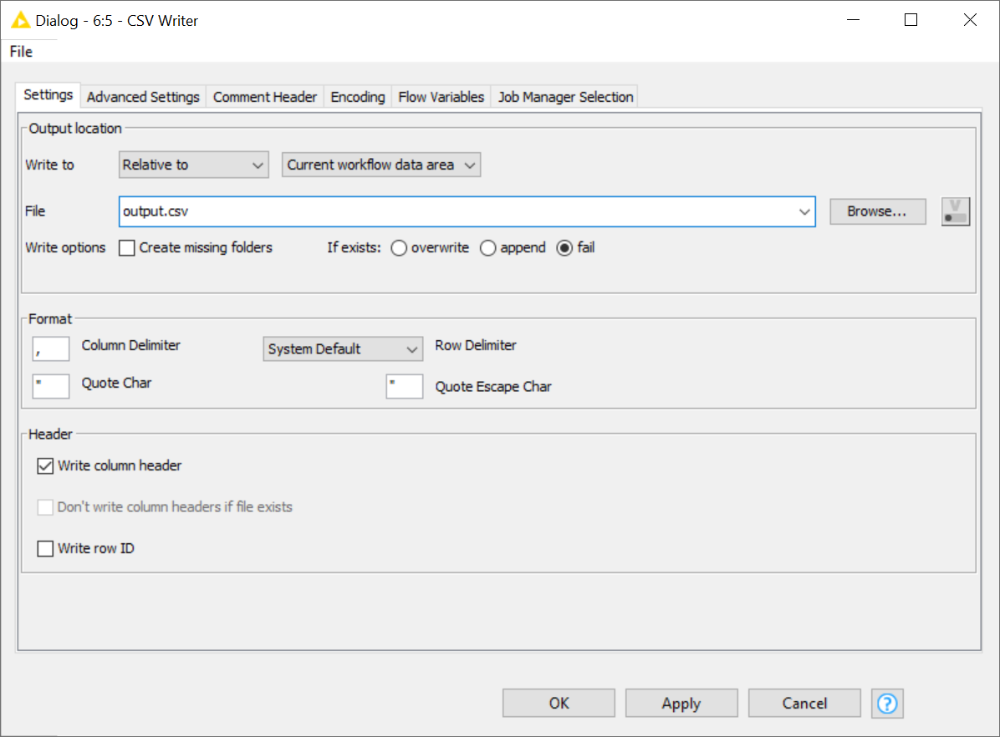 Dialog - 6:5 - CSV Writer
File
Settings Advanced Settings Comment Header Encoding Flow Variables Job Manager Selection
Output location
Write to Relative to Current workflow data area
File output.csv Browse... V
Write options Create missing folders If exists: overwrite append fail
Format
, Column Delimiter System Default Row Delimiter
" Quote Char " Quote Escape Char
Header
Write column header
Don't write column headers if file exists
Write row ID
OK Apply Cancel ?